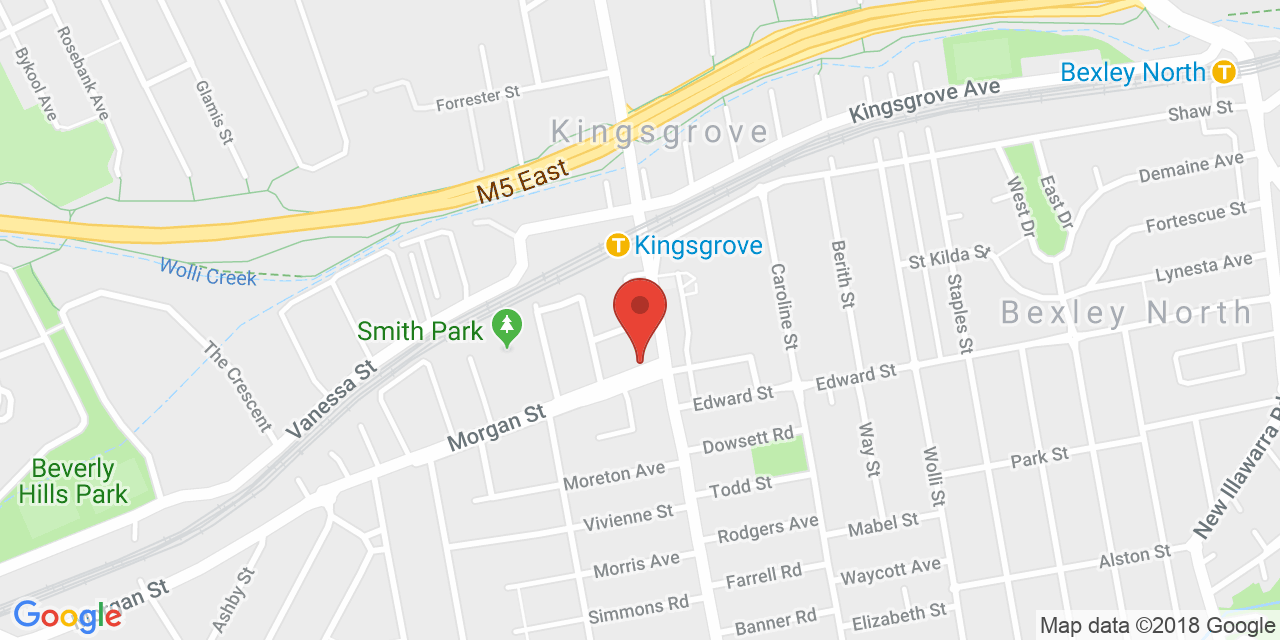 Bykool Ave
Rosebank Ave
Glamis St
Forrester St
Kingsgrove
M5 East
Kingsgrove Ave
Bexley North
T
Shaw St
Demaine Ave
West Dr
East Dr
Fortescue St
Wolli Creek
T
Kingsgrove
Berith St
St Kilda St
Lynesta Ave
Caroline St
Staples St
Bexley North
Smith Park
The Crescent
Vanessa St
Morgan St
Edward St
Edward St
Dowsett Rd
Way St
Wolli St
Park St
New Illawarra Rd
Beverly
Hills Park
Moreton Ave
Todd St
Vivienne St
Rodgers Ave
Mabel St
Alston St
Morris Ave
Farrell Rd
Waycott Ave
Ashby St
Morgan St
Simmons Rd
Banner Rd
Elizabeth St
Google
Map data ©2018 Google